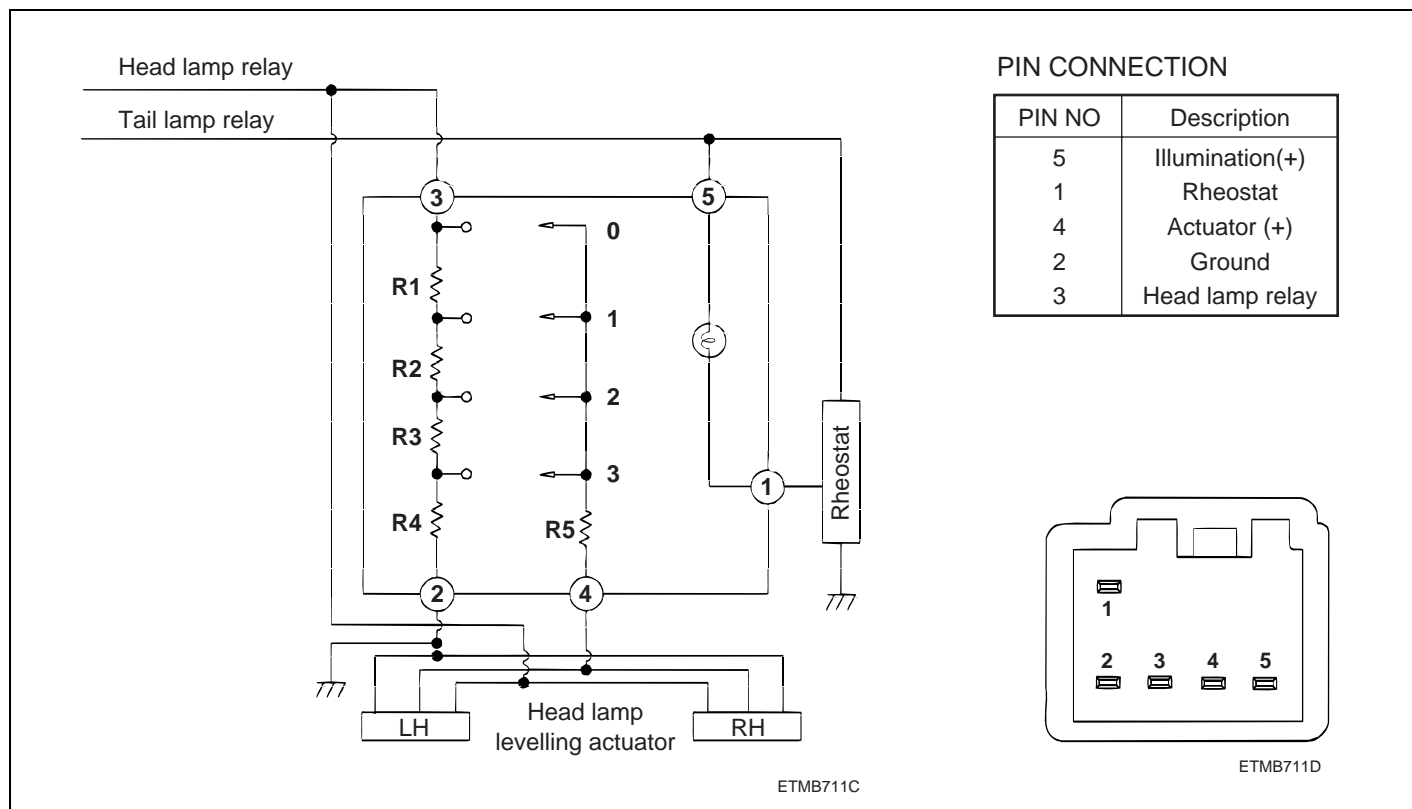 Head lamp relay
Tail lamp relay
3
5
0
R1
1
R2
2
R3
3
1
R4
R5
Rheostat
2
4
LH
Head lamp
levelling actuator
RH
ETMB711C
PIN CONNECTION
PIN NO Description
5 Illumination(+)
1 Rheostat
4 Actuator (+)
2 Ground
3 Head lamp relay
1
2 3 4 5
ETMB711D